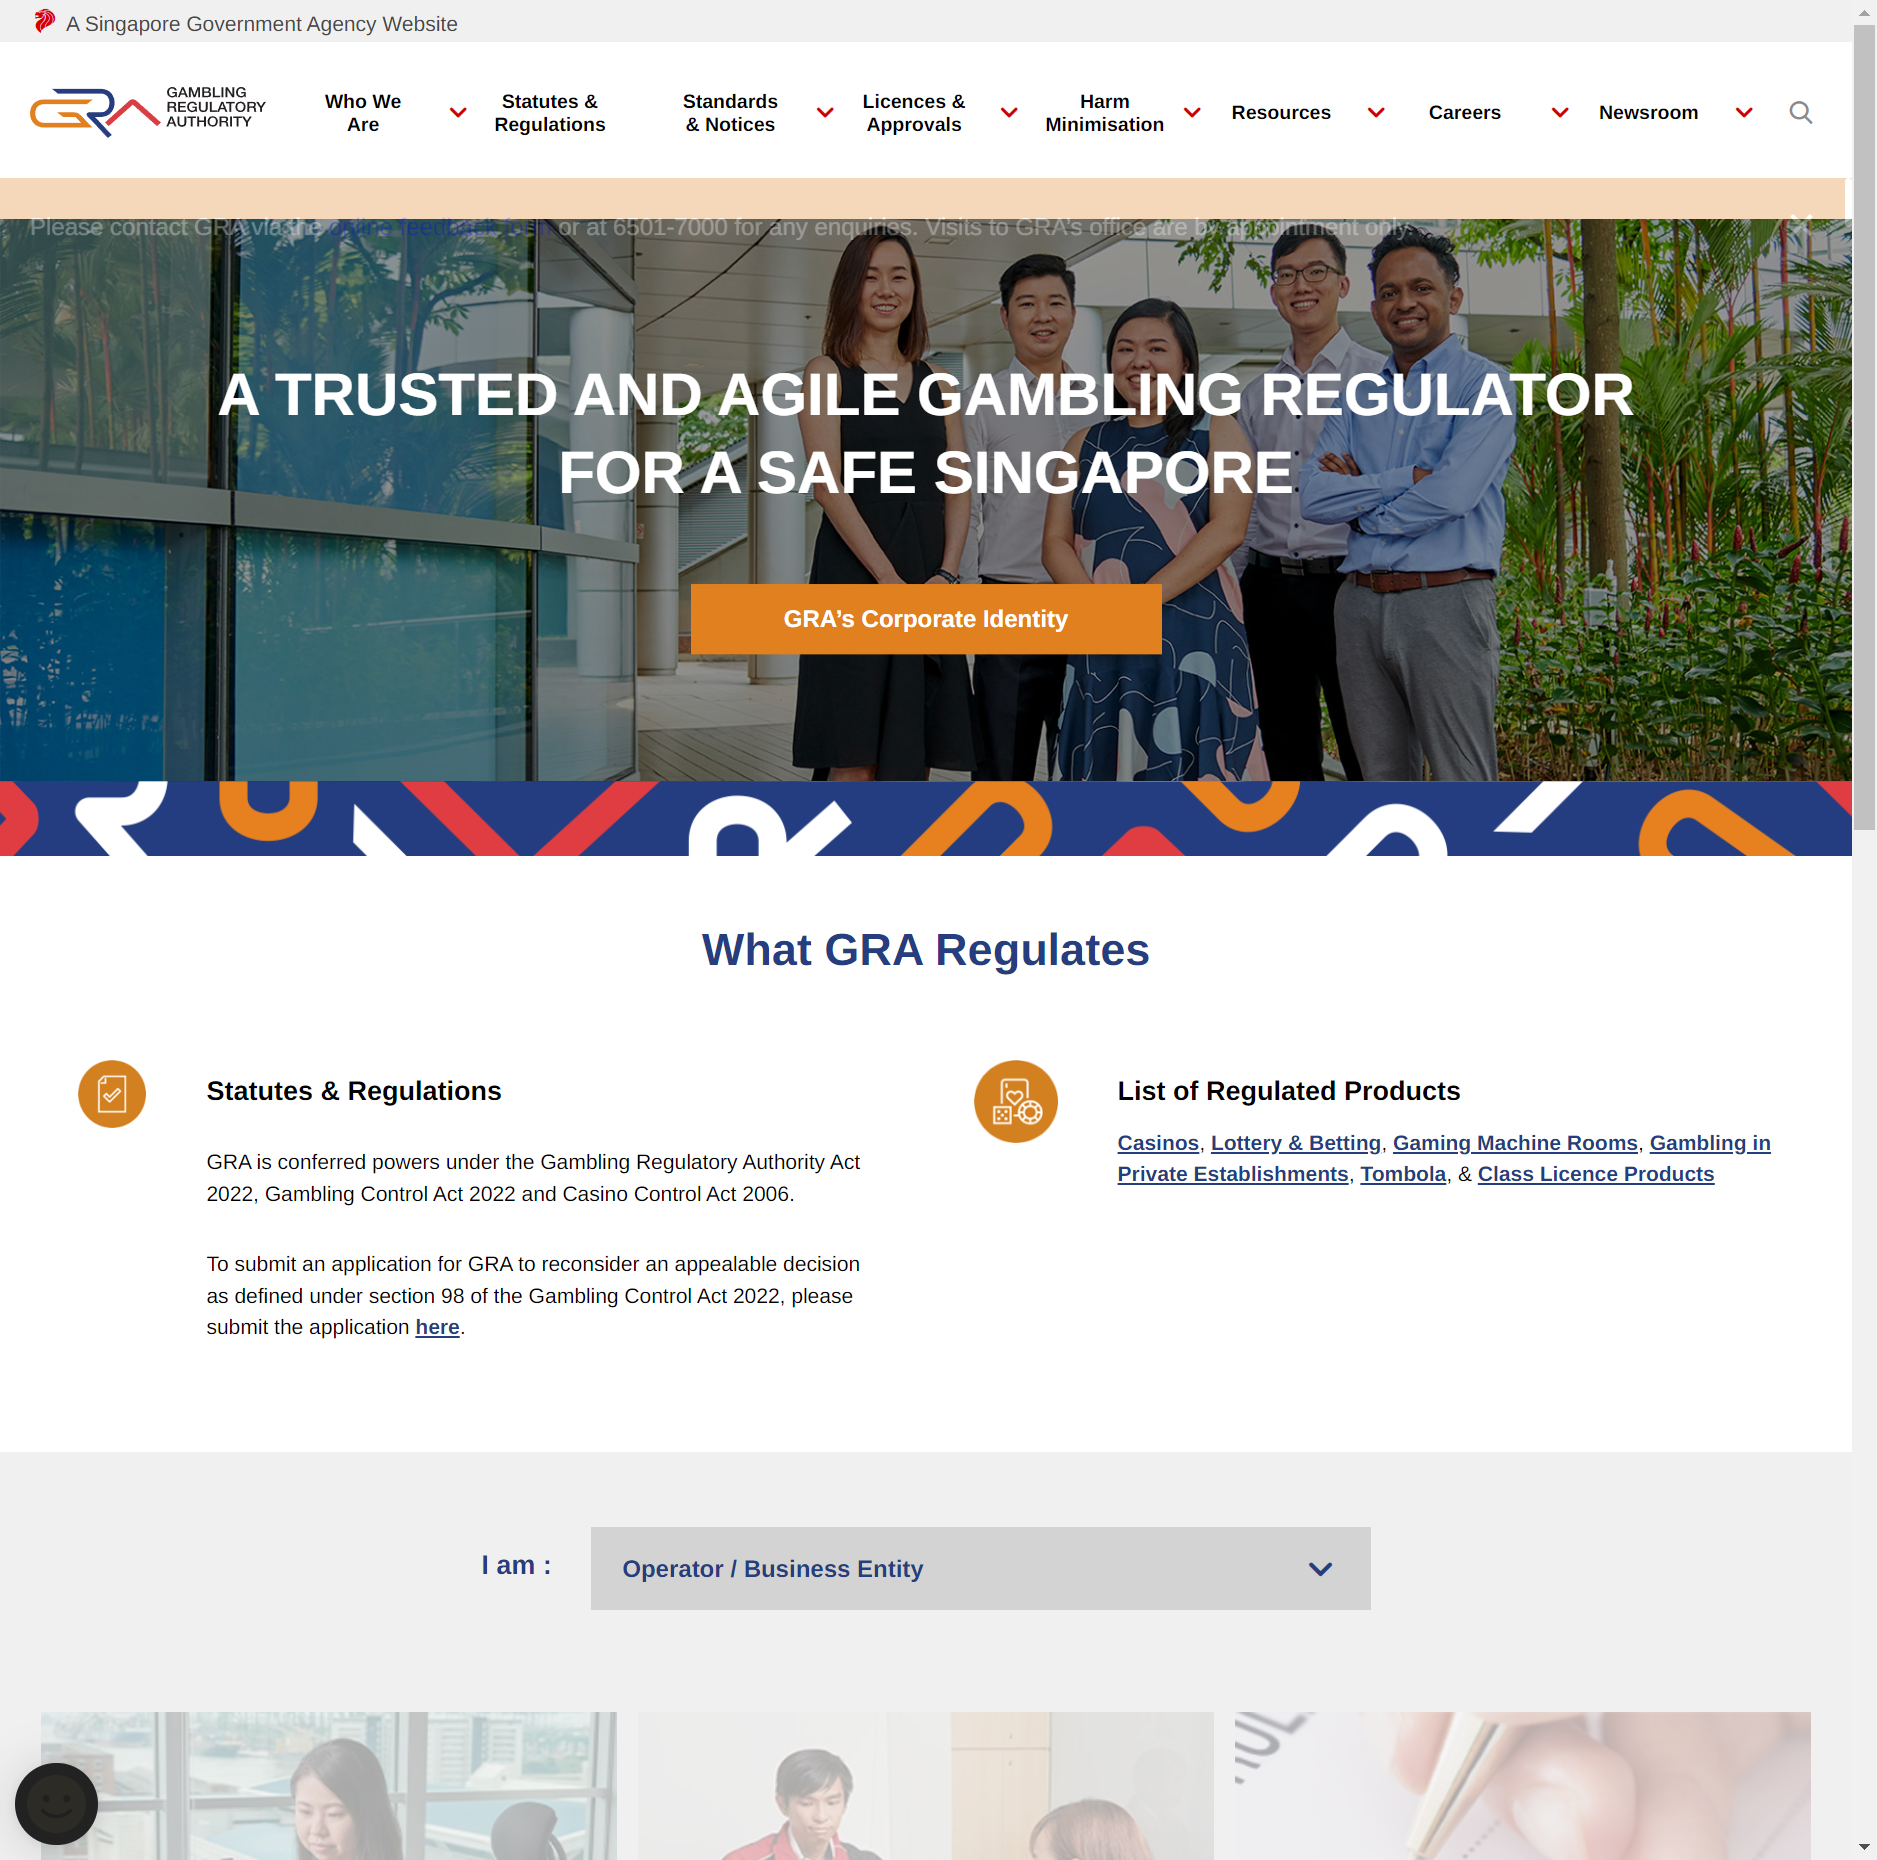 A Singapore Government Agency Website
GAMBLING
REGULATORY
AUTHORITY
Who We
Are
Statutes &
Regulations
Standards
& Notices
Licences &
Approvals
Harm
Minimisation
Resources
Careers
Newsroom
Please contact GRA via the online feedback form or at 6501-7000 for any enquiries. Visits to GRA's office are by appointment only.
A TRUSTED AND AGILE GAMBLING REGULATOR
FOR A SAFE SINGAPORE
GRA’s Corporate Identity
What GRA Regulates
Statutes & Regulations
GRA is conferred powers under the Gambling Regulatory Authority Act
2022, Gambling Control Act 2022 and Casino Control Act 2006.
To submit an application for GRA to reconsider an appealable decision
as defined under section 98 of the Gambling Control Act 2022, please
submit the application here.
List of Regulated Products
Casinos, Lottery & Betting, Gaming Machine Rooms, Gambling in
Private Establishments, Tombola, & Class Licence Products
I am :
Operator / Business Entity